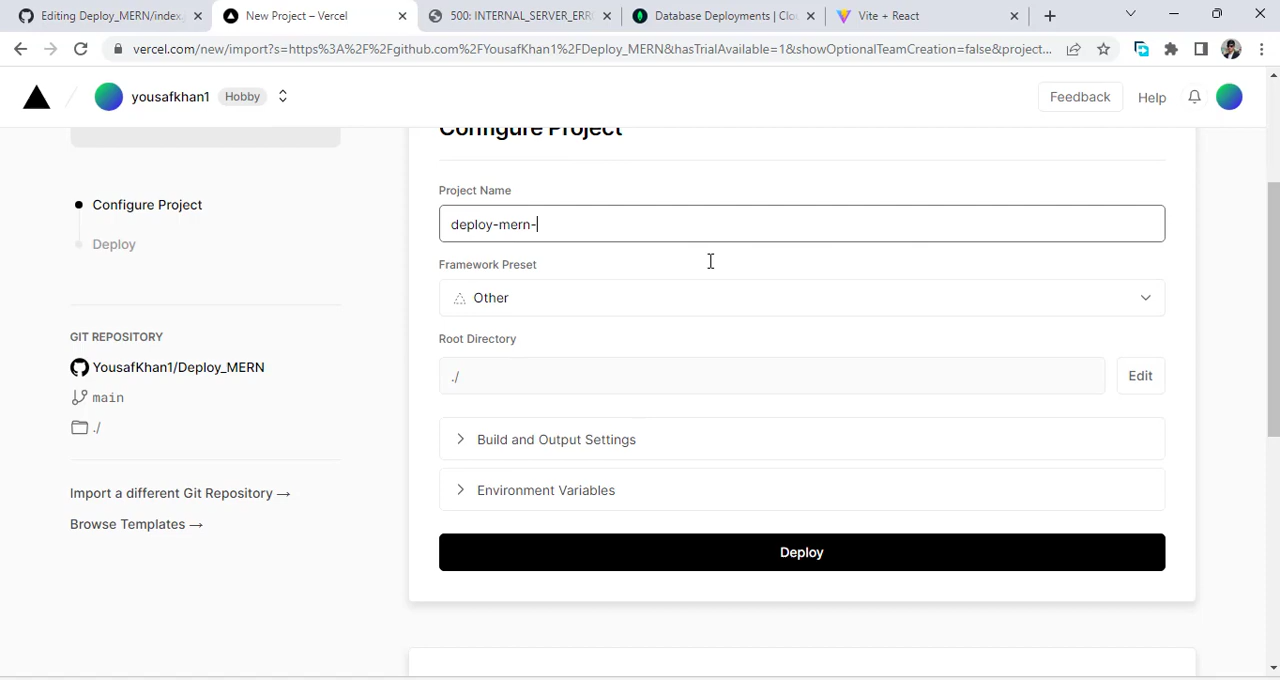 Editing Deploy_MERN/index.j
New Project – Vercel
500: INTERNAL_SERVER_ERR
Database Deployments | Clo
Vite + React
vercel.com/new/import?s=https%3A%2F%2Fgithub.com%2FYousafKhan1%2FDeploy_MERN&hasTrialAvailable=1&showOptionalTeamCreation=false&project...
yousafkhan1
Hobby
Feedback
Help
Configure Project
Deploy
GIT REPOSITORY
YousafKhan1/Deploy_MERN
main
./
Import a different Git Repository →
Browse Templates →
Configure Project
Project Name
deploy-mern-
Framework Preset
Other
Root Directory
./
Edit
Build and Output Settings
Environment Variables
Deploy